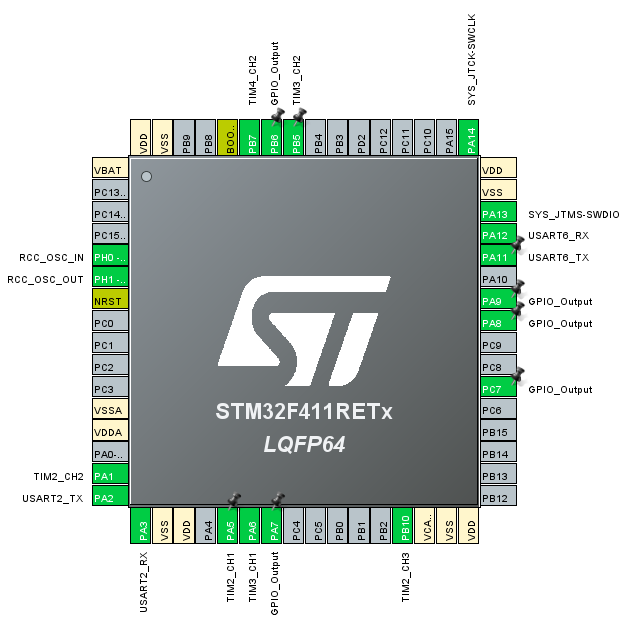 TIM4_CH2
GPIO_Output
TIM3_CH2
SYS_JTCK-SWCLK
VDD
VSS
PB9
PB8
BOO..
PB7
PB6
PB5
PB4
PB3
PD2
PC12
PC11
PC10
PA15
PA14
VBAT
PC13..
PC14..
PC15..
RCC_OSC_IN PH0 -..
RCC_OSC_OUT PH1 -..
NRST
PC0
PC1
PC2
PC3
VSSA
VDDA
PA0-..
TIM2_CH2 PA1
USART2_TX PA2
ST
STM32F411RETx
LQFP64
VDD
VSS
PA13 SYS_JTMS-SWDIO
PA12 USART6_RX
PA11 USART6_TX
PA10
PA9 GPIO_Output
PA8 GPIO_Output
PC9
PC8
PC7 GPIO_Output
PC6
PB15
PB14
PB13
PB12
PA3
VSS
VDD
PA4
PA5
PA6
PA7
PC4
PC5
PB0
PB1
PB2
PB10
VCA..
VSS
VDD
USART2_RX
TIM2_CH1
TIM3_CH1
GPIO_Output
TIM2_CH3